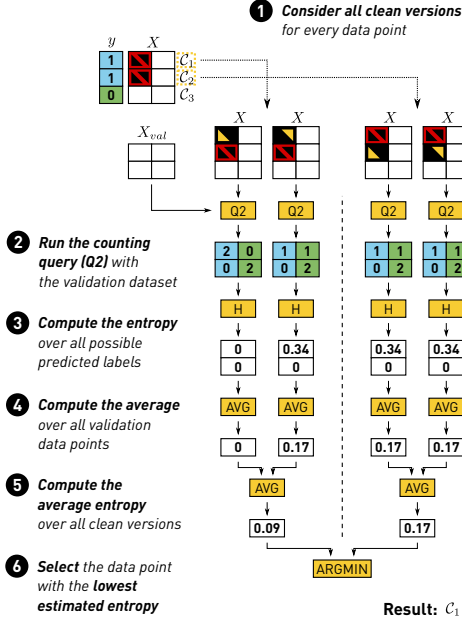 1 Consider all clean versions
for every data point
y X
1 C1
1 C2
0 C3
X X
Xval
Q2 Q2 Q2 Q2
2 Run the counting
query (Q2) with
the validation dataset
2 0 1 1 1 1 1 1
0 2 0 2 0 2 0 2
H H H H
3 Compute the entropy
over all possible
predicted labels
0 0.34 0.34 0.34
0 0 0 0
4 Compute the average
over all validation
data points
AVG AVG AVG AVG
0 0.17 0.17 0.17
5 Compute the
average entropy
over all clean versions
AVG AVG
0.09 0.17
6 Select the data point
with the lowest
estimated entropy
ARGMIN
Result: C1